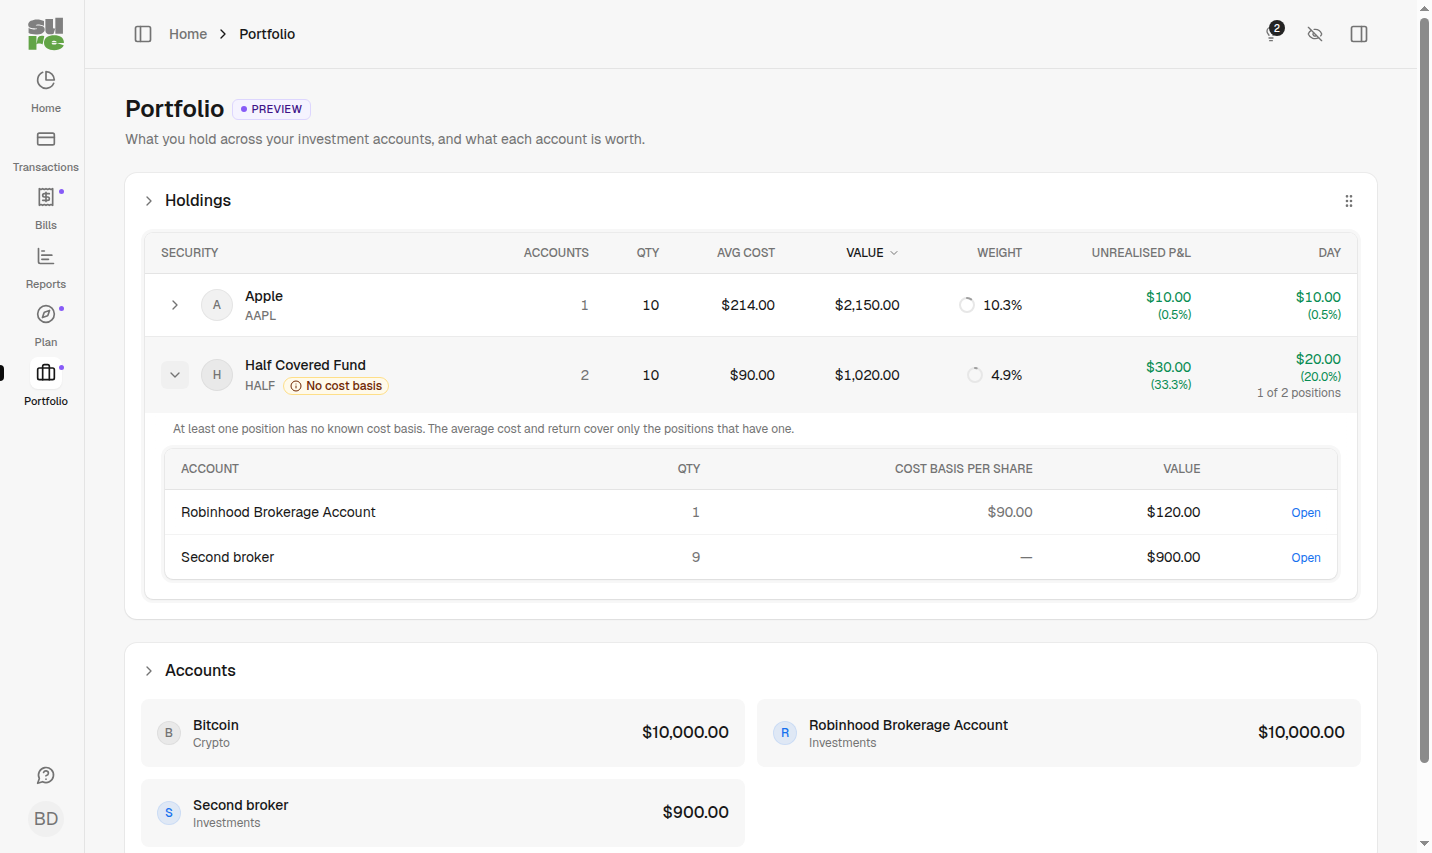 sure
Home
Portfolio
2
Home
Transactions
Bills
Reports
Plan
Portfolio
BD
Portfolio
PREVIEW
What you hold across your investment accounts, and what each account is worth.
Holdings
SECURITY ACCOUNTS QTY AVG COST VALUE WEIGHT UNREALISED P&L DAY
A Apple 1 10 $214.00 $2,150.00 10.3% $10.00 $10.00
AAPL (0.5%) (0.5%)
H Half Covered Fund 2 10 $90.00 $1,020.00 4.9% $30.00 $20.00
HALF No cost basis (33.3%) (20.0%)
1 of 2 positions
At least one position has no known cost basis. The average cost and return cover only the positions that have one.
ACCOUNT QTY COST BASIS PER SHARE VALUE
Robinhood Brokerage Account 1 $90.00 $120.00 Open
Second broker 9 — $900.00 Open
Accounts
B Bitcoin $10,000.00
Crypto
R Robinhood Brokerage Account $10,000.00
Investments
S Second broker $900.00
Investments